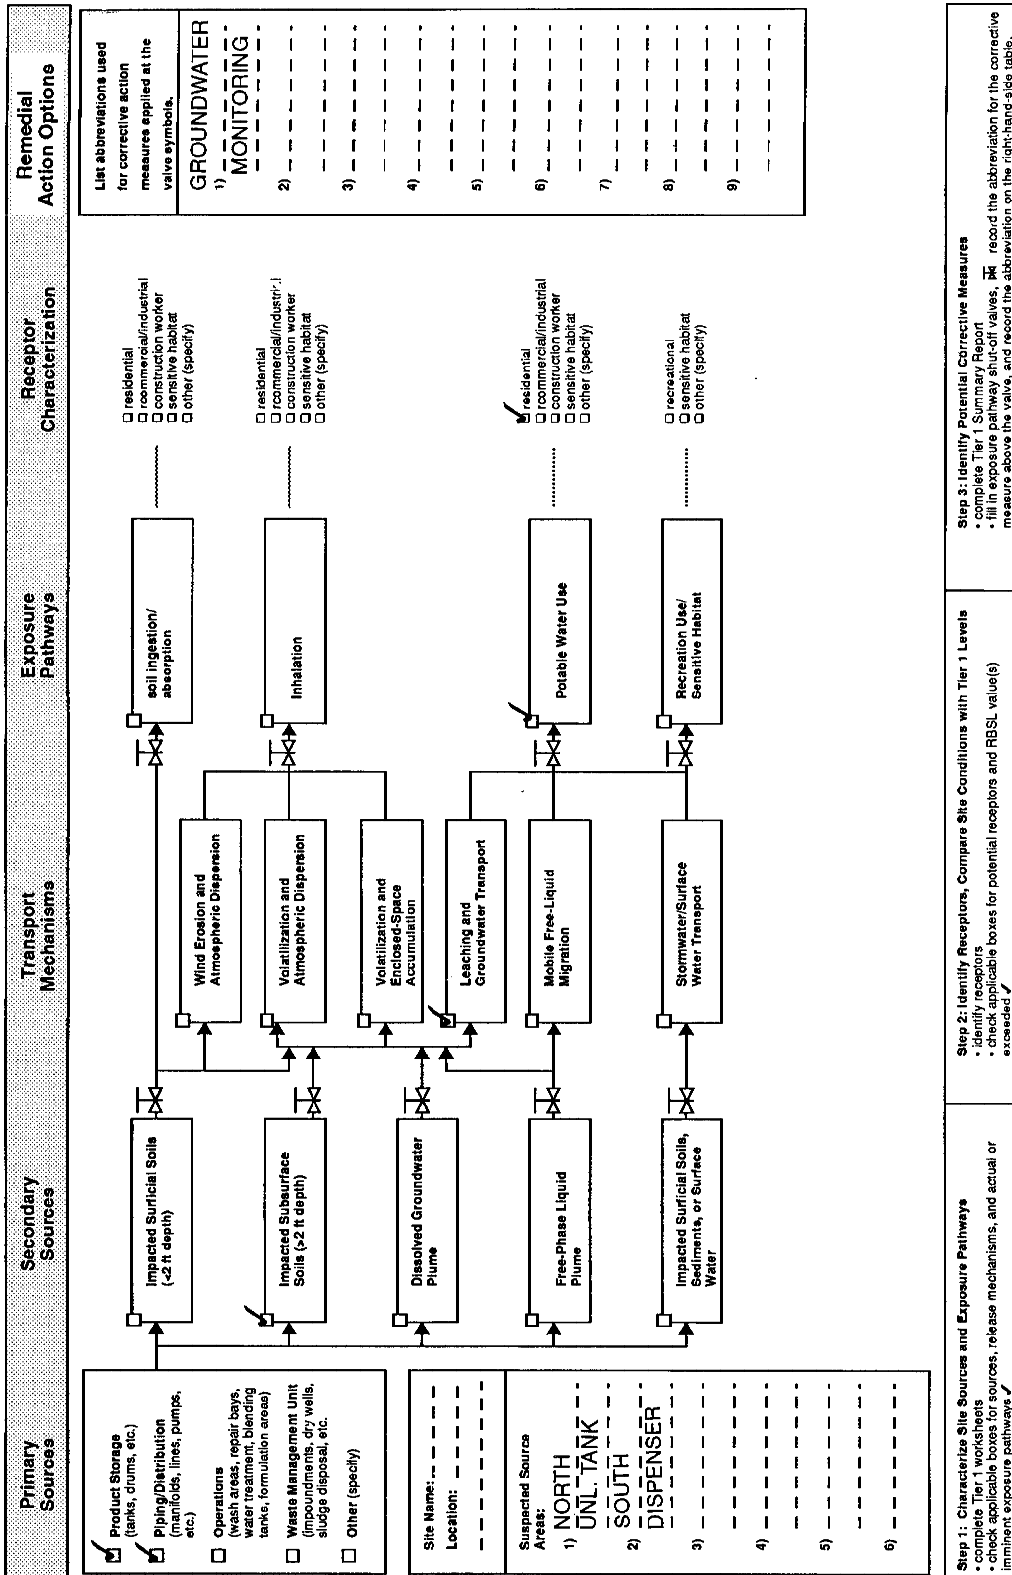 Primary
Sources
Secondary
Sources
Transport
Mechanisms
Exposure
Pathways
Receptor
Characterization
Remedial
Action Options
Product Storage
(tanks, drums, etc.)
Piping/Distribution
(manifolds, lines, pumps,
etc.)
Operations
(wash areas, repair bays,
water treatment, blending
tanks, formulation areas)
Waste Management Unit
(impoundments, dry wells,
sludge disposal, etc.
Other (specify)
Site Name:
Location:
Suspected Source
Areas:
1) NORTH
UNL. TANK
2) SOUTH
DISPENSER
3)
4)
5)
6)
Impacted Surficial Soils
(<2 ft depth)
Impacted Subsurface
Soils (>2 ft depth)
Dissolved Groundwater
Plume
Free-Phase Liquid
Plume
Impacted Surficial Soils,
Sediments, or Surface
Water
Wind Erosion and
Atmospheric Dispersion
Volatilization and
Atmospheric Dispersion
Volatilization and
Enclosed-Space
Accumulation
Leaching and
Groundwater Transport
Mobile Free-Liquid
Migration
Stormwater/Surface
Water Transport
soil ingestion/
absorption
Inhalation
Potable Water Use
Recreation Use/
Sensitive Habitat
residential
rcommercial/industrial
construction worker
sensitive habitat
other (specify)
residential
rcommercial/industrial
construction worker
sensitive habitat
other (specify)
residential
rcommercial/industrial
construction worker
sensitive habitat
other (specify)
recreational
sensitive habitat
other (specify)
List abbreviations used
for corrective action
measures applied at the
valve symbols.
GROUNDWATER
1)
MONITORING
2)
3)
4)
5)
6)
7)
8)
9)
Step 1: Characterize Site Sources and Exposure Pathways
• complete Tier 1 worksheets
• check applicable boxes for sources, release mechanisms, and actual or
imminent exposure pathways ✓
Step 2: Identify Receptors, Compare Site Conditions with Tier 1 Levels
• identify receptors
• check applicable boxes for potential receptors and RBSL value(s)
exceeded ✓
Step 3: Identify Potential Corrective Measures
• complete Tier 1 Summary Report
• fill in exposure pathway shut-off valves, record the abbreviation for the corrective
measure above the valve, and record the abbreviation on the right-hand-side table.